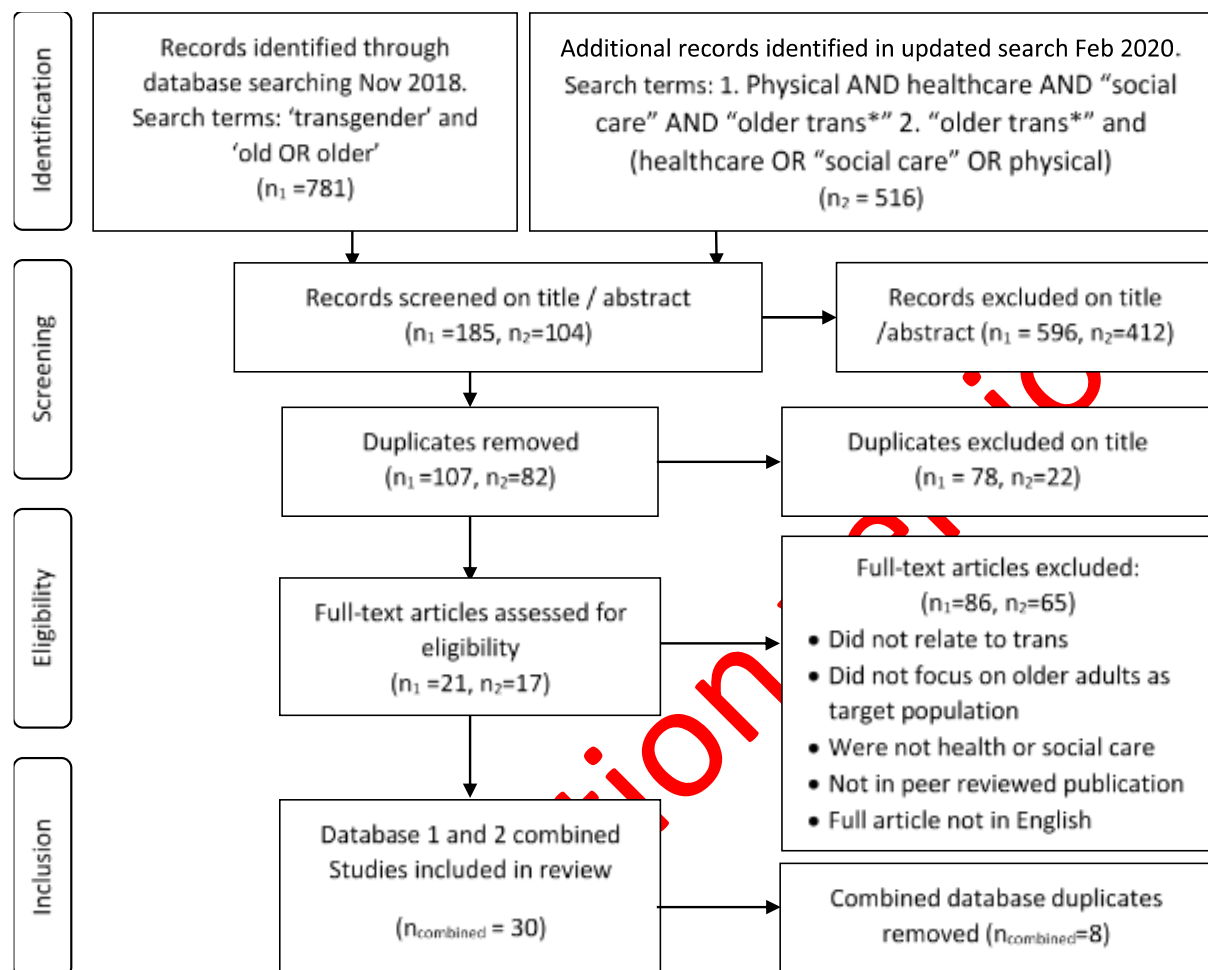 Identification
Records identified through
database searching Nov 2018.
Search terms: ‘transgender’ and
‘old OR older’
(n₁ =781)
Additional records identified in updated search Feb 2020.
Search terms: 1. Physical AND healthcare AND “social
care” AND “older trans*” 2. “older trans*” and
(healthcare OR “social care” OR physical)
(n₂ = 516)
Screening
Records screened on title / abstract
(n₁ =185, n₂=104)
Records excluded on title
/abstract (n₁ = 596, n₂=412)
Duplicates removed
(n₁ =107, n₂=82)
Duplicates excluded on title
(n₁ = 78, n₂=22)
Eligibility
Full-text articles assessed for
eligibility
(n₁ =21, n₂=17)
Full-text articles excluded:
(n₁=86, n₂=65)
• Did not relate to trans
• Did not focus on older adults as
target population
• Were not health or social care
• Not in peer reviewed publication
• Full article not in English
Inclusion
Database 1 and 2 combined
Studies included in review
(ncombined = 30)
Combined database duplicates
removed (ncombined=8)